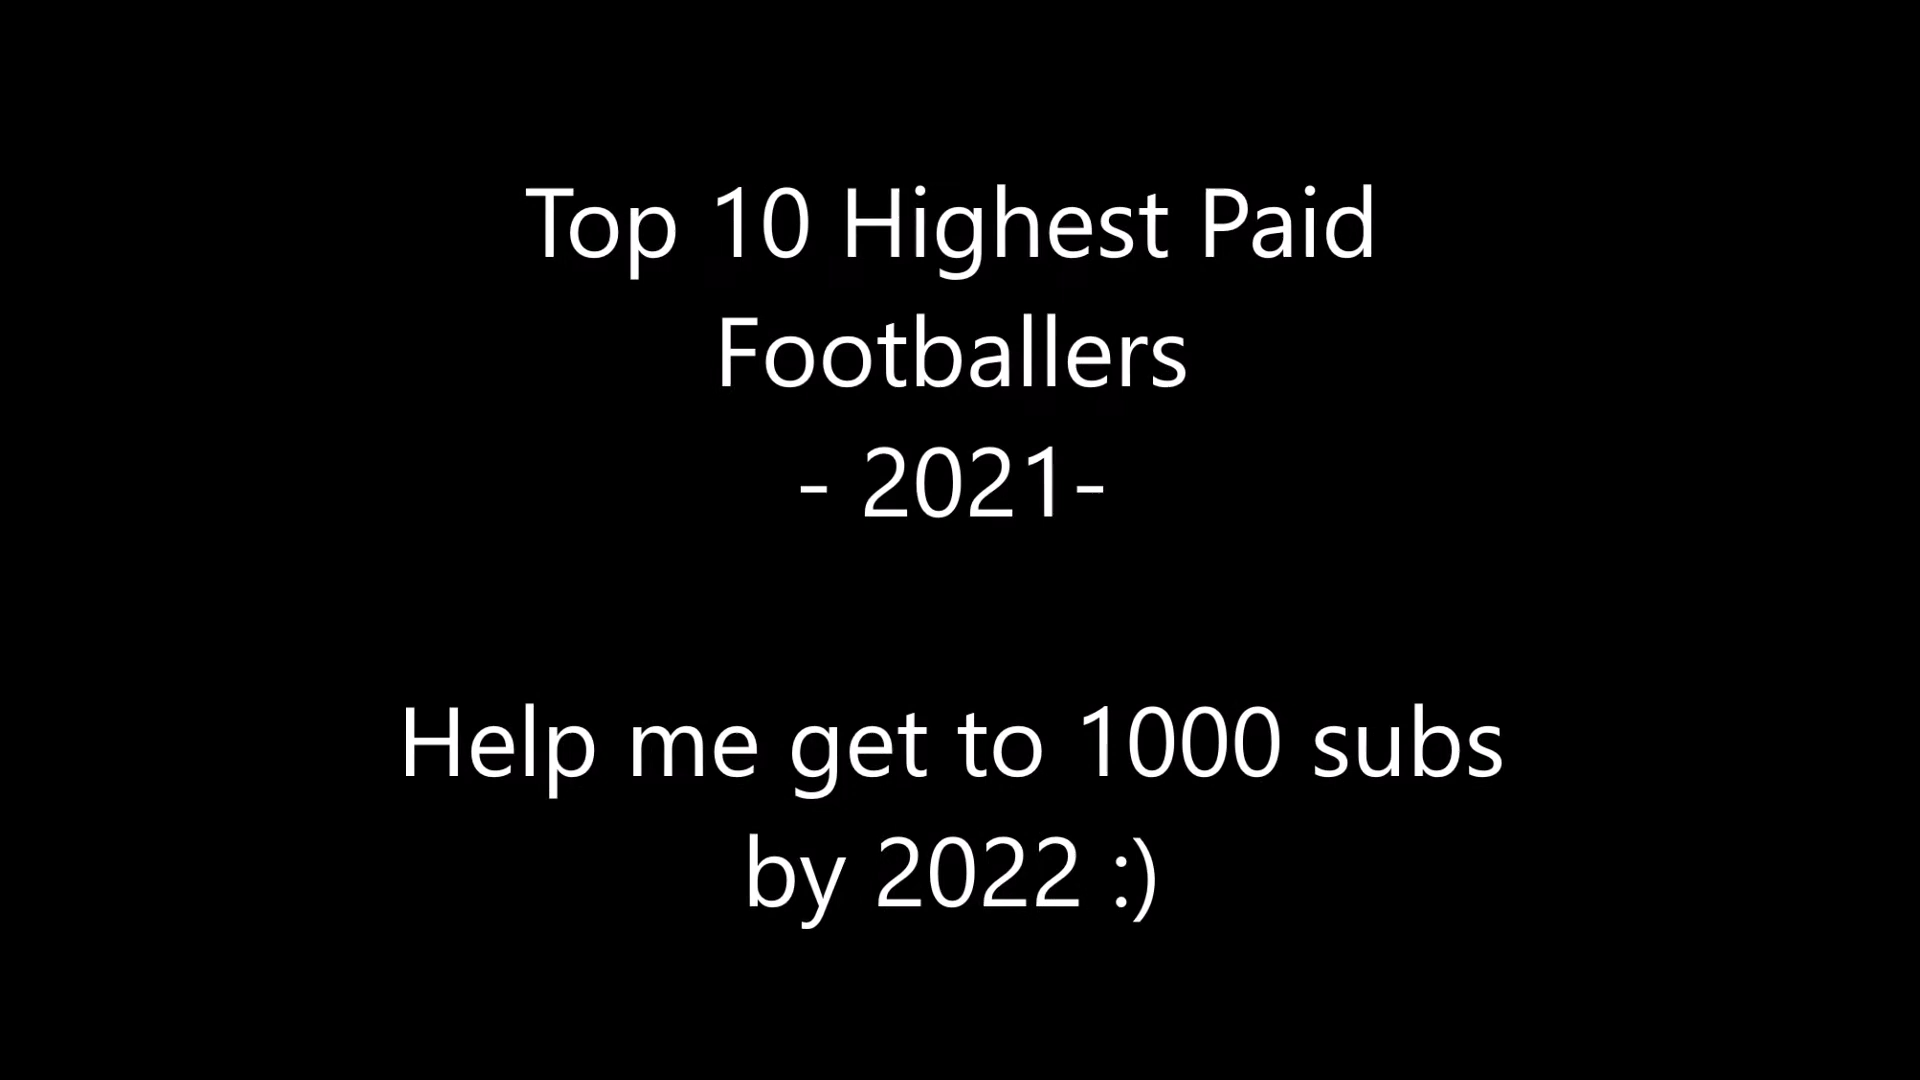 Top 10 Highest Paid
Footballers
- 2021-
Help me get to 1000 subs
by 2022 :)